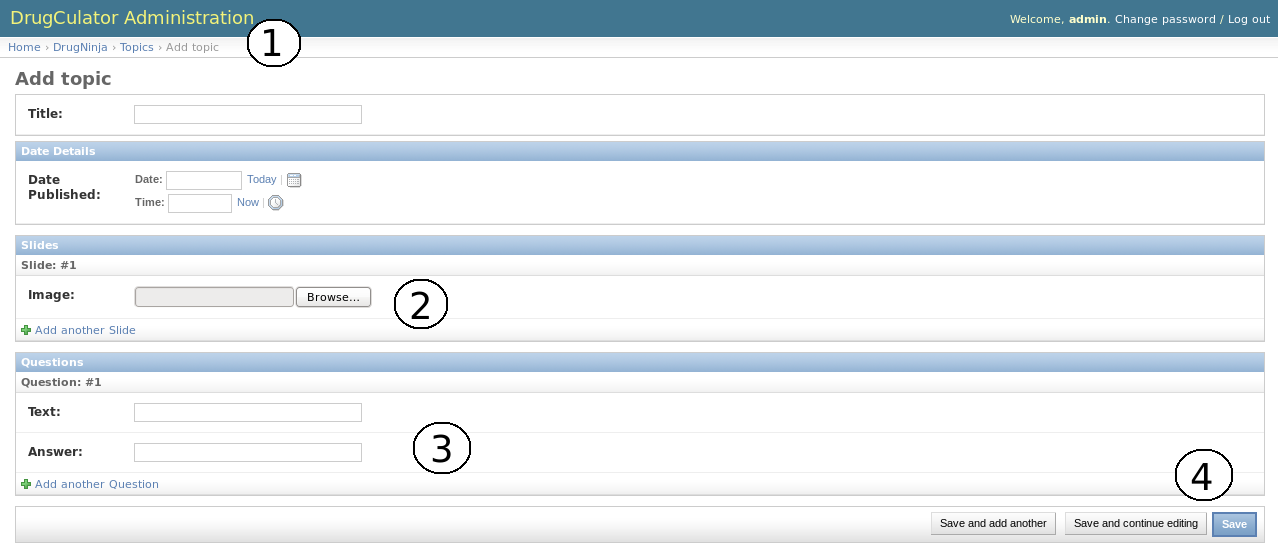 DrugCulator Administration
Welcome, admin. Change password / Log out
Home › DrugNinja › Topics › Add topic
1
Add topic
Title:
Date Details
Date Published:
Date: Today |
Time: Now |
Slides
Slide: #1
Image: Browse...
2
Add another Slide
Questions
Question: #1
Text:
Answer:
3
Add another Question
4
Save and add another Save and continue editing Save